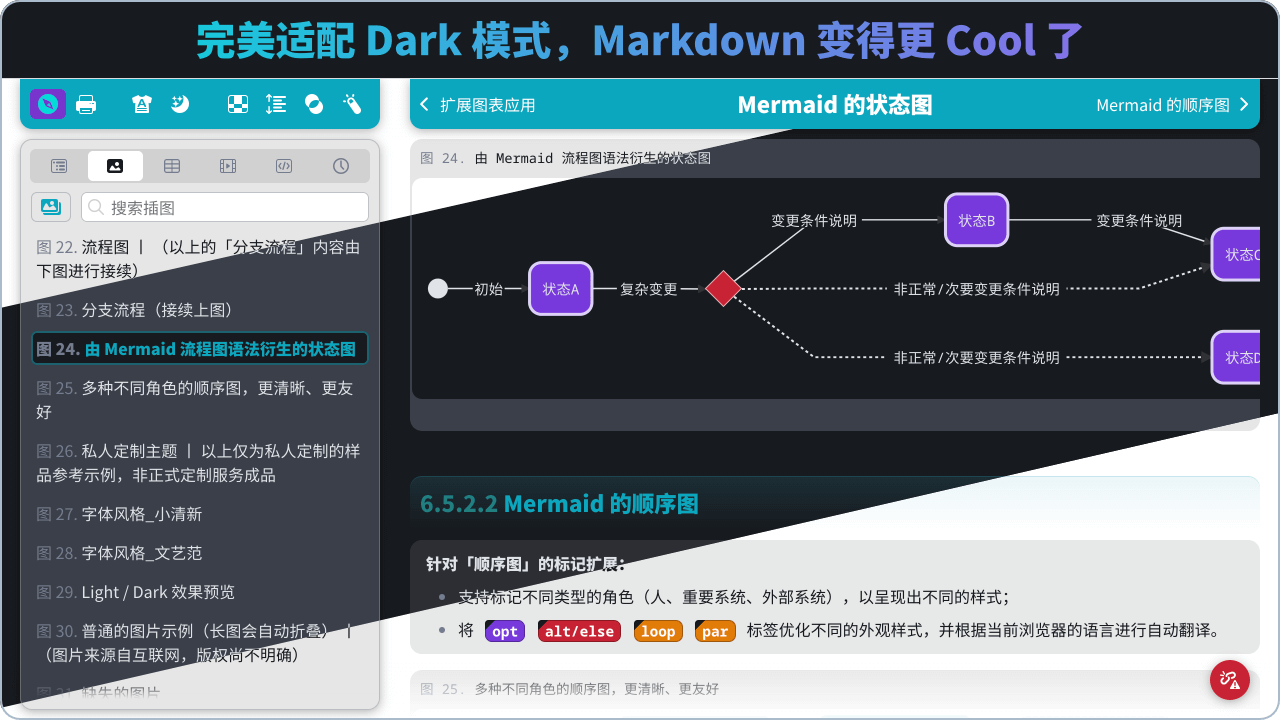 完美适配 Dark 模式，Markdown 变得更 Cool 了
扩展图表应用
Mermaid 的状态图
Mermaid 的顺序图
搜索插图
图 22. 流程图 丨 （以上的「分支流程」内容由
下图进行接续）
图 23. 分支流程（接续上图）
图 24. 由 Mermaid 流程图语法衍生的状态图
图 25. 多种不同角色的顺序图，更清晰、更友
好
图 26. 私人定制主题 丨 以上仅为私人定制的样
品参考示例，非正式定制服务成品
图 27. 字体风格_小清新
图 28. 字体风格_文艺范
图 29. Light / Dark 效果预览
图 30. 普通的图片示例（长图会自动折叠） 丨
（图片来源自互联网，版权尚不明确）
图 31. 缺失的图片
图 24. 由 Mermaid 流程图语法衍生的状态图
变更条件说明
状态B
变更条件说明
状态C
初始
状态A
复杂变更
非正常/次要变更条件说明
非正常/次要变更条件说明
状态D
6.5.2.2 Mermaid 的顺序图
针对「顺序图」的标记扩展：
支持标记不同类型的角色（人、重要系统、外部系统），以呈现出不同的样式；
将 opt alt/else loop par 标签优化不同的外观样式，并根据当前浏览器的语言进行自动翻译。
图 25. 多种不同角色的顺序图，更清晰、更友好